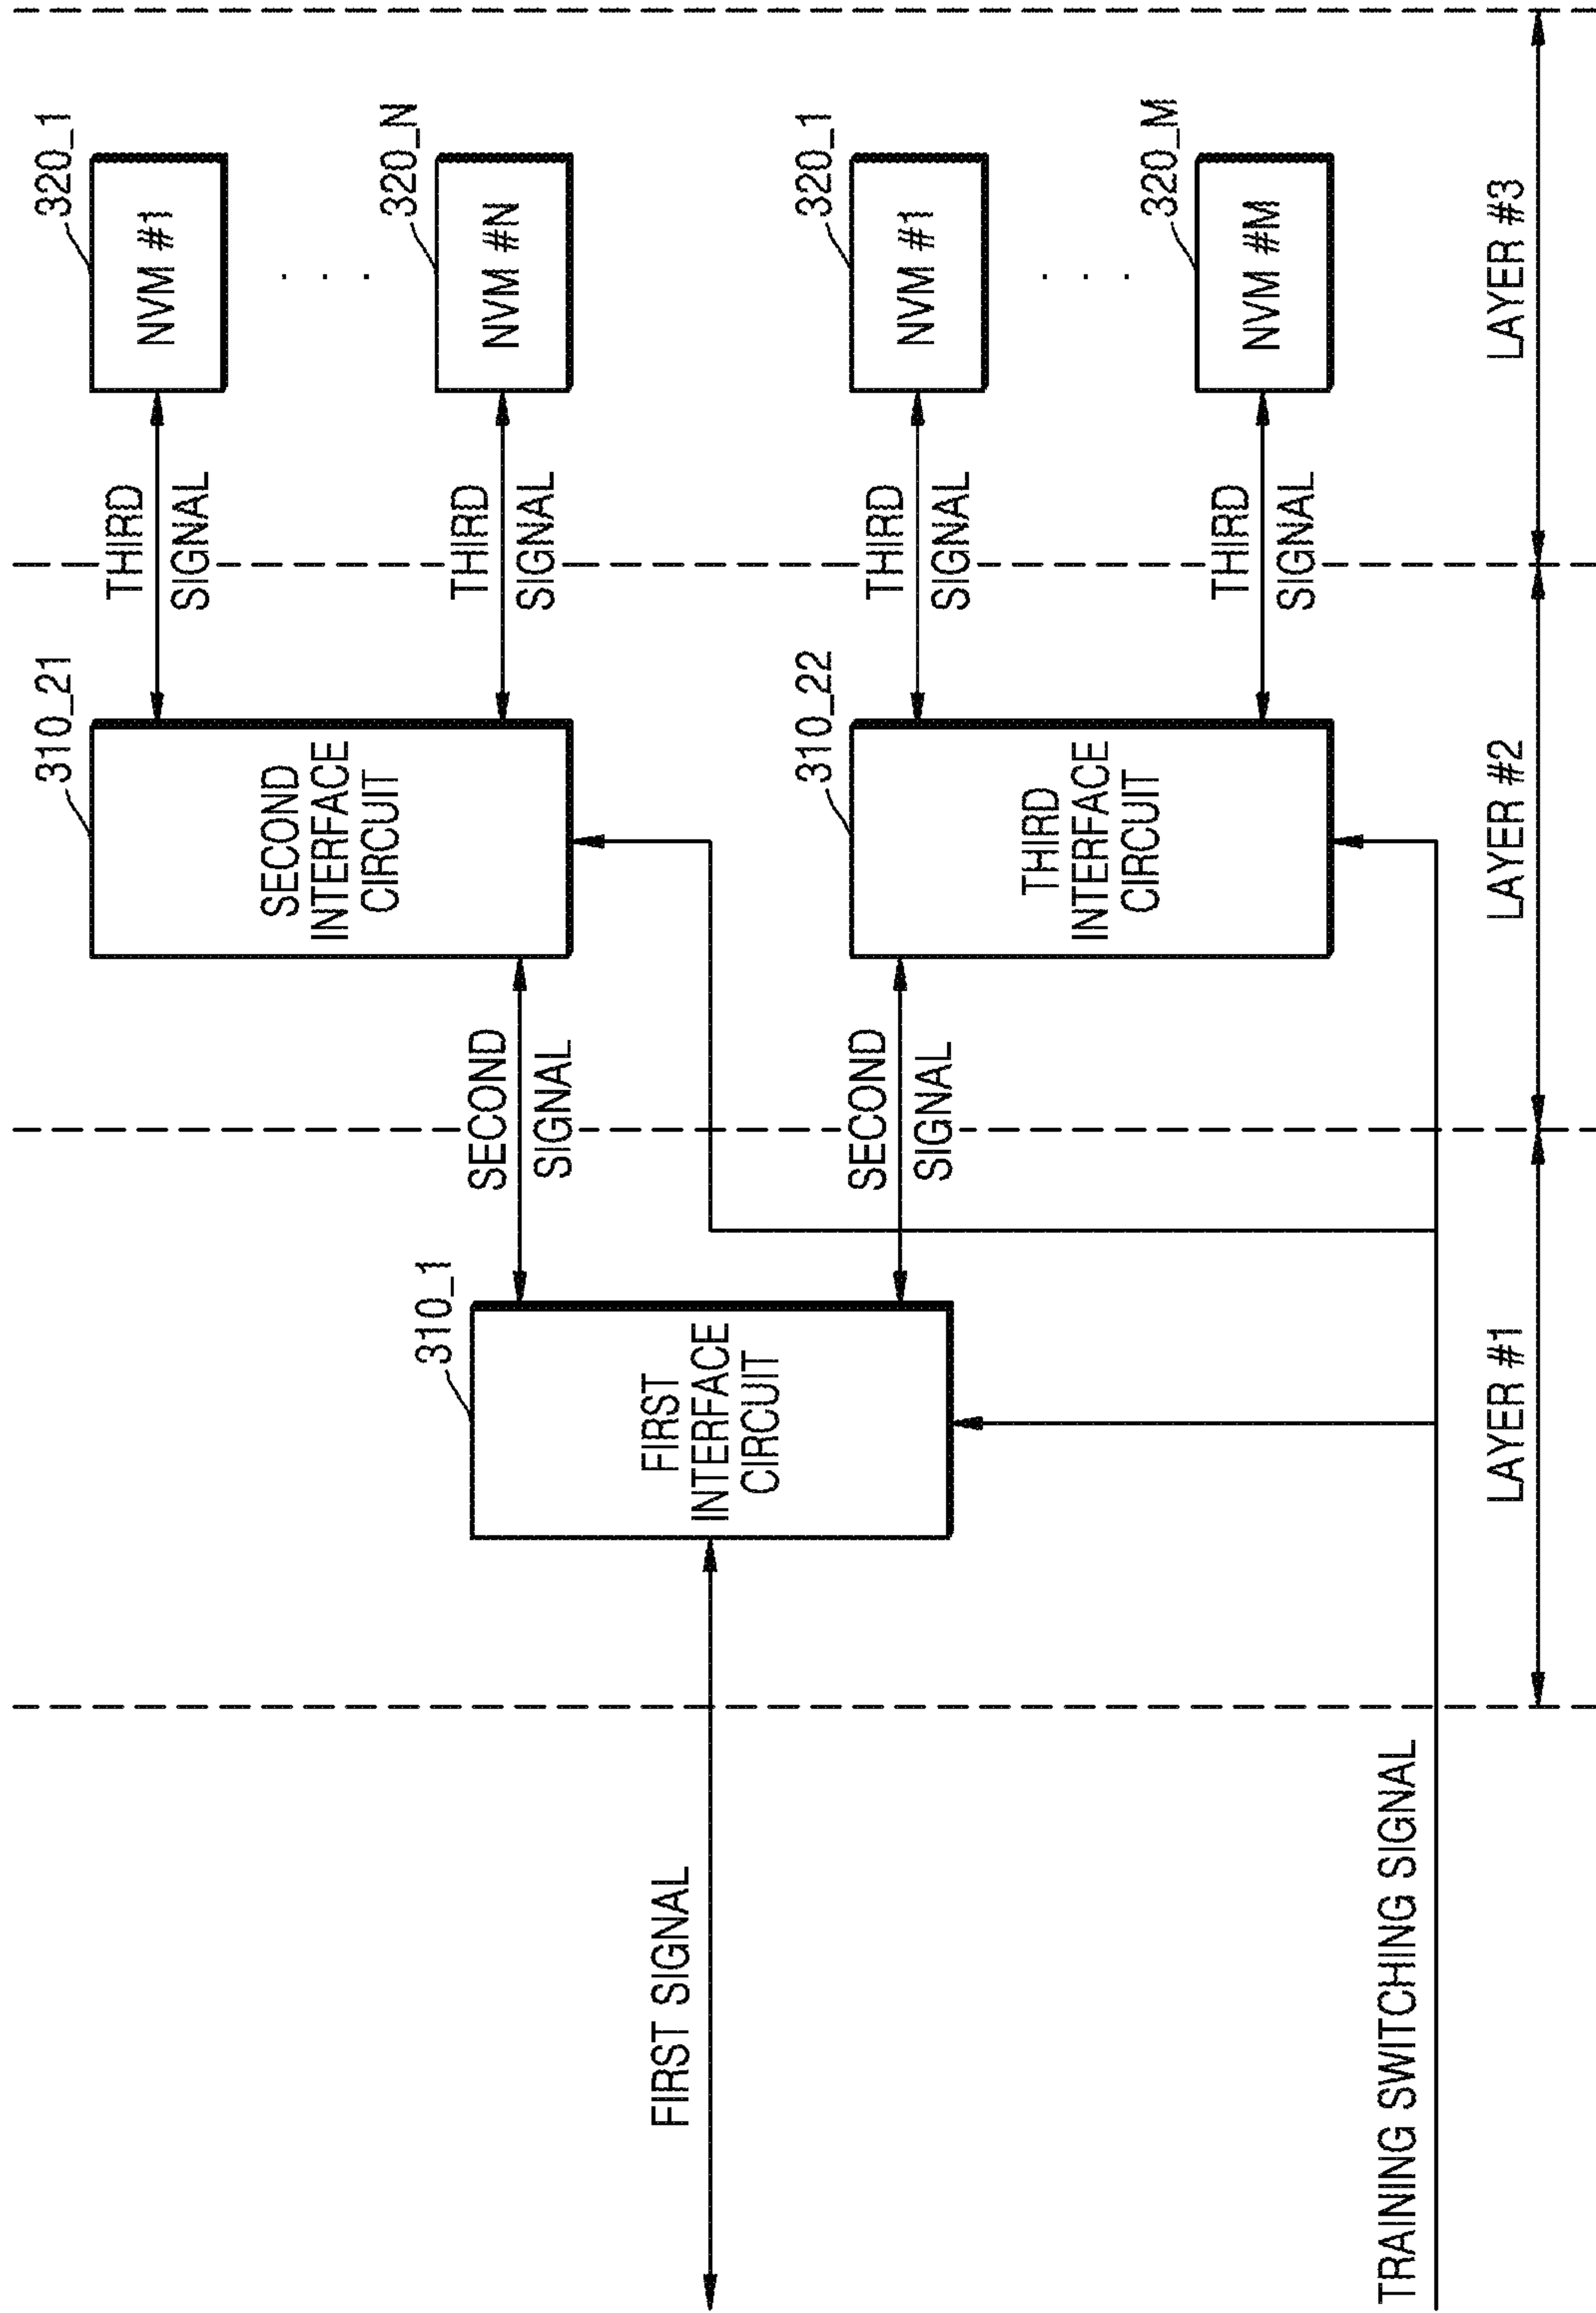 320_1
NVM #1
320_N
NVM #N
320_1
NVM #1
320_M
NVM #M
LAYER #3
THIRD
SIGNAL
THIRD
SIGNAL
THIRD
SIGNAL
THIRD
SIGNAL
310_21
SECOND
INTERFACE
CIRCUIT
310_22
THIRD
INTERFACE
CIRCUIT
LAYER #2
SECOND
SIGNAL
SECOND
SIGNAL
310_1
FIRST
INTERFACE
CIRCUIT
LAYER #1
FIRST SIGNAL
TRAINING SWITCHING SIGNAL